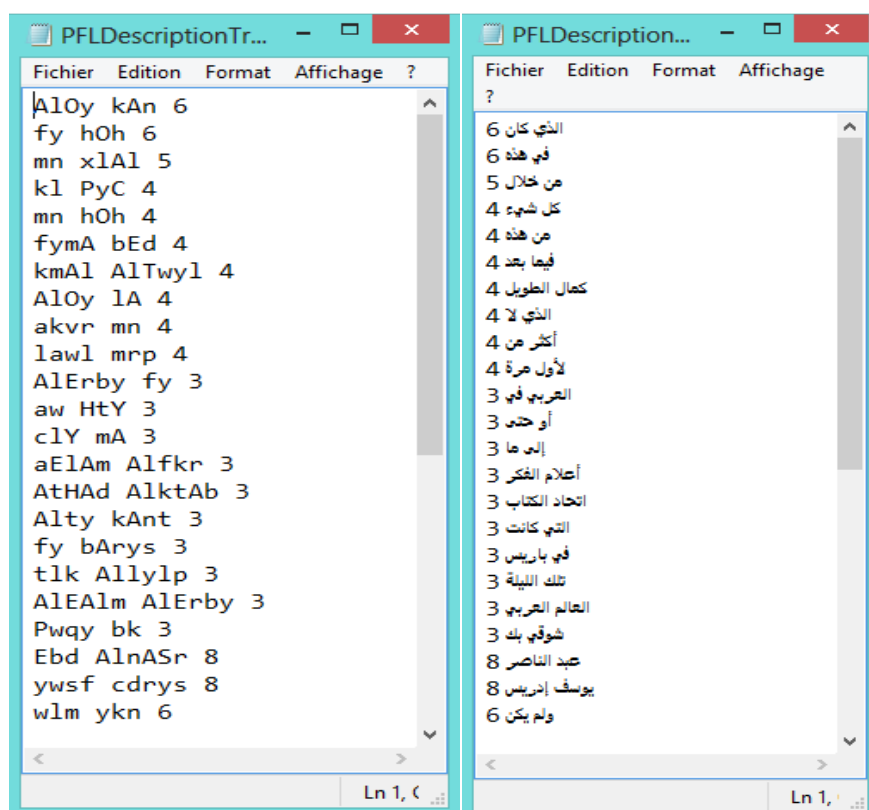 PFLDescriptionTr...
Fichier Edition Format Affichage ?
AlOy kAn 6
fy hOh 6
mn xlAl 5
kl PyC 4
mn hOh 4
fymA bEd 4
kmAl AlTwyl 4
AlOy lA 4
akvr mn 4
lawl mrp 4
AlErby fy 3
aw HtY 3
clY mA 3
aElAm Alfkr 3
AtHAd AlktAb 3
Alty kAnt 3
fy bArys 3
tlk Allylp 3
AlEAlm AlErby 3
Pwqy bk 3
Ebd AlnASr 8
ywsf cdrys 8
wlm ykn 6
Ln 1, C
PFLDescription...
Fichier Edition Format Affichage
?
الذي كان 6
في هذه 6
من خلال 5
كل شيء 4
من هذه 4
فيما بعد 4
كمال الطويل 4
الذي لا 4
أكثر من 4
لأول مرة 4
العربي في 3
أو حتى 3
إلى ما 3
أعلام الفكر 3
اتحاد الكتاب 3
التي كانت 3
في باريس 3
تلك الليلة 3
العالم العربي 3
شوقي بك 3
عبد الناصر 8
يوسف إدريس 8
ولم يكن 6
Ln 1,